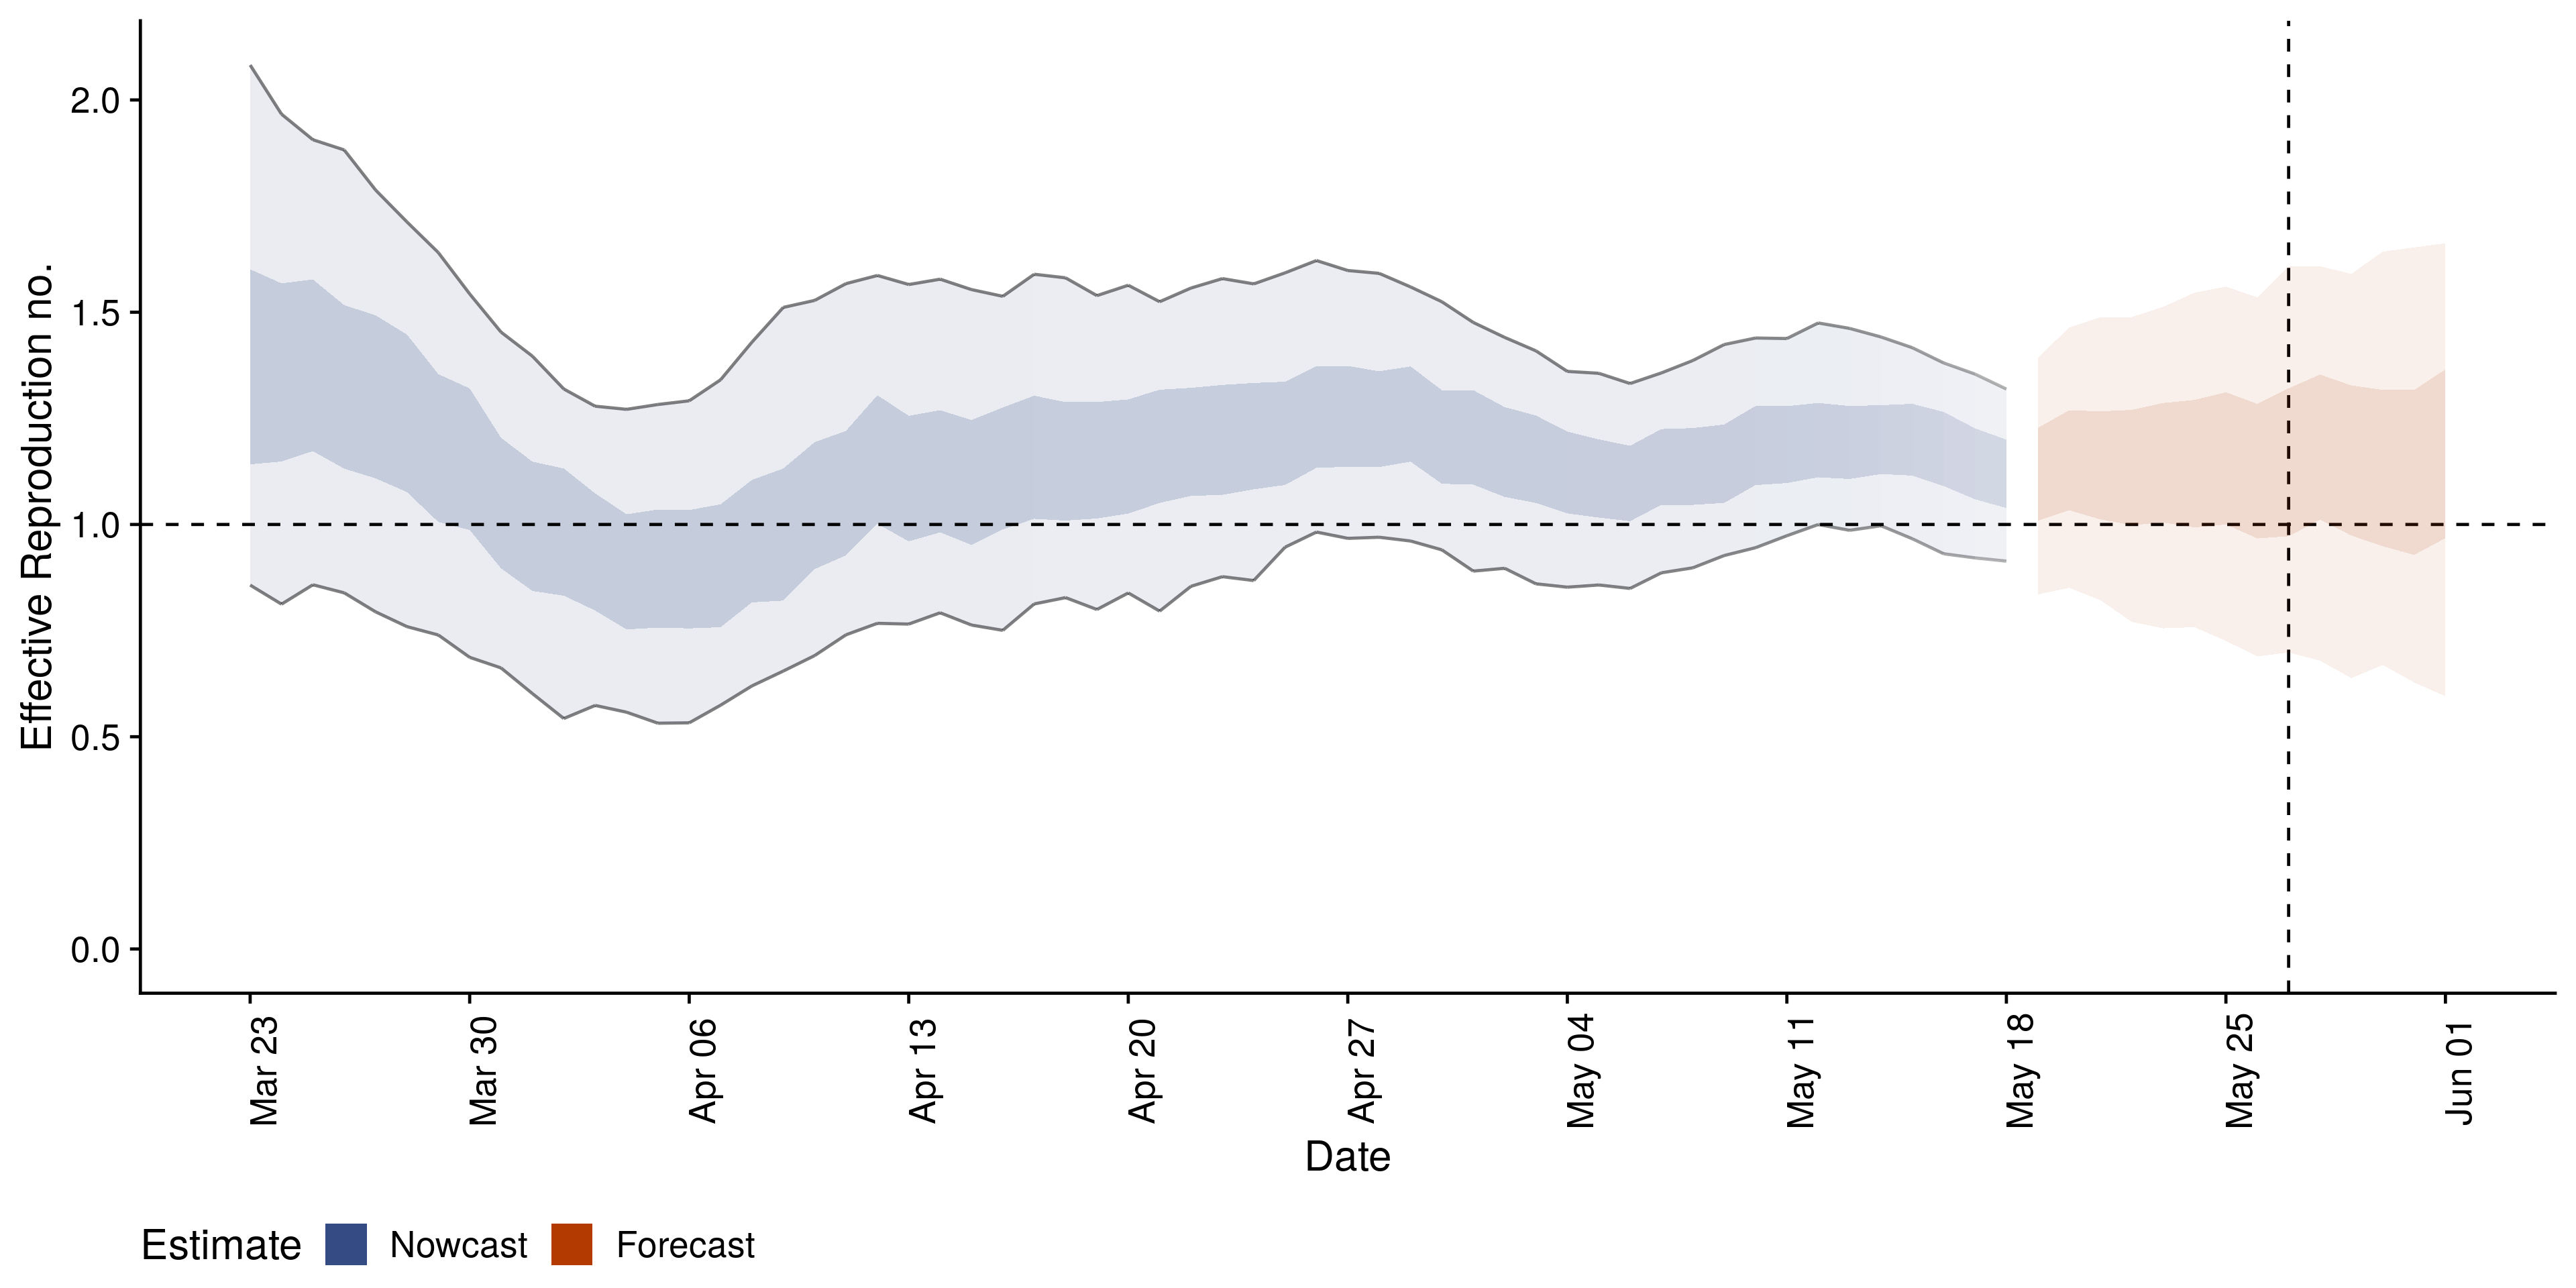 Effective Reproduction no.
2.0
1.5
1.0
0.5
0.0
Mar 23
Mar 30
Apr 06
Apr 13
Apr 20
Apr 27
May 04
May 11
May 18
May 25
Jun 01
Date
Estimate Nowcast Forecast